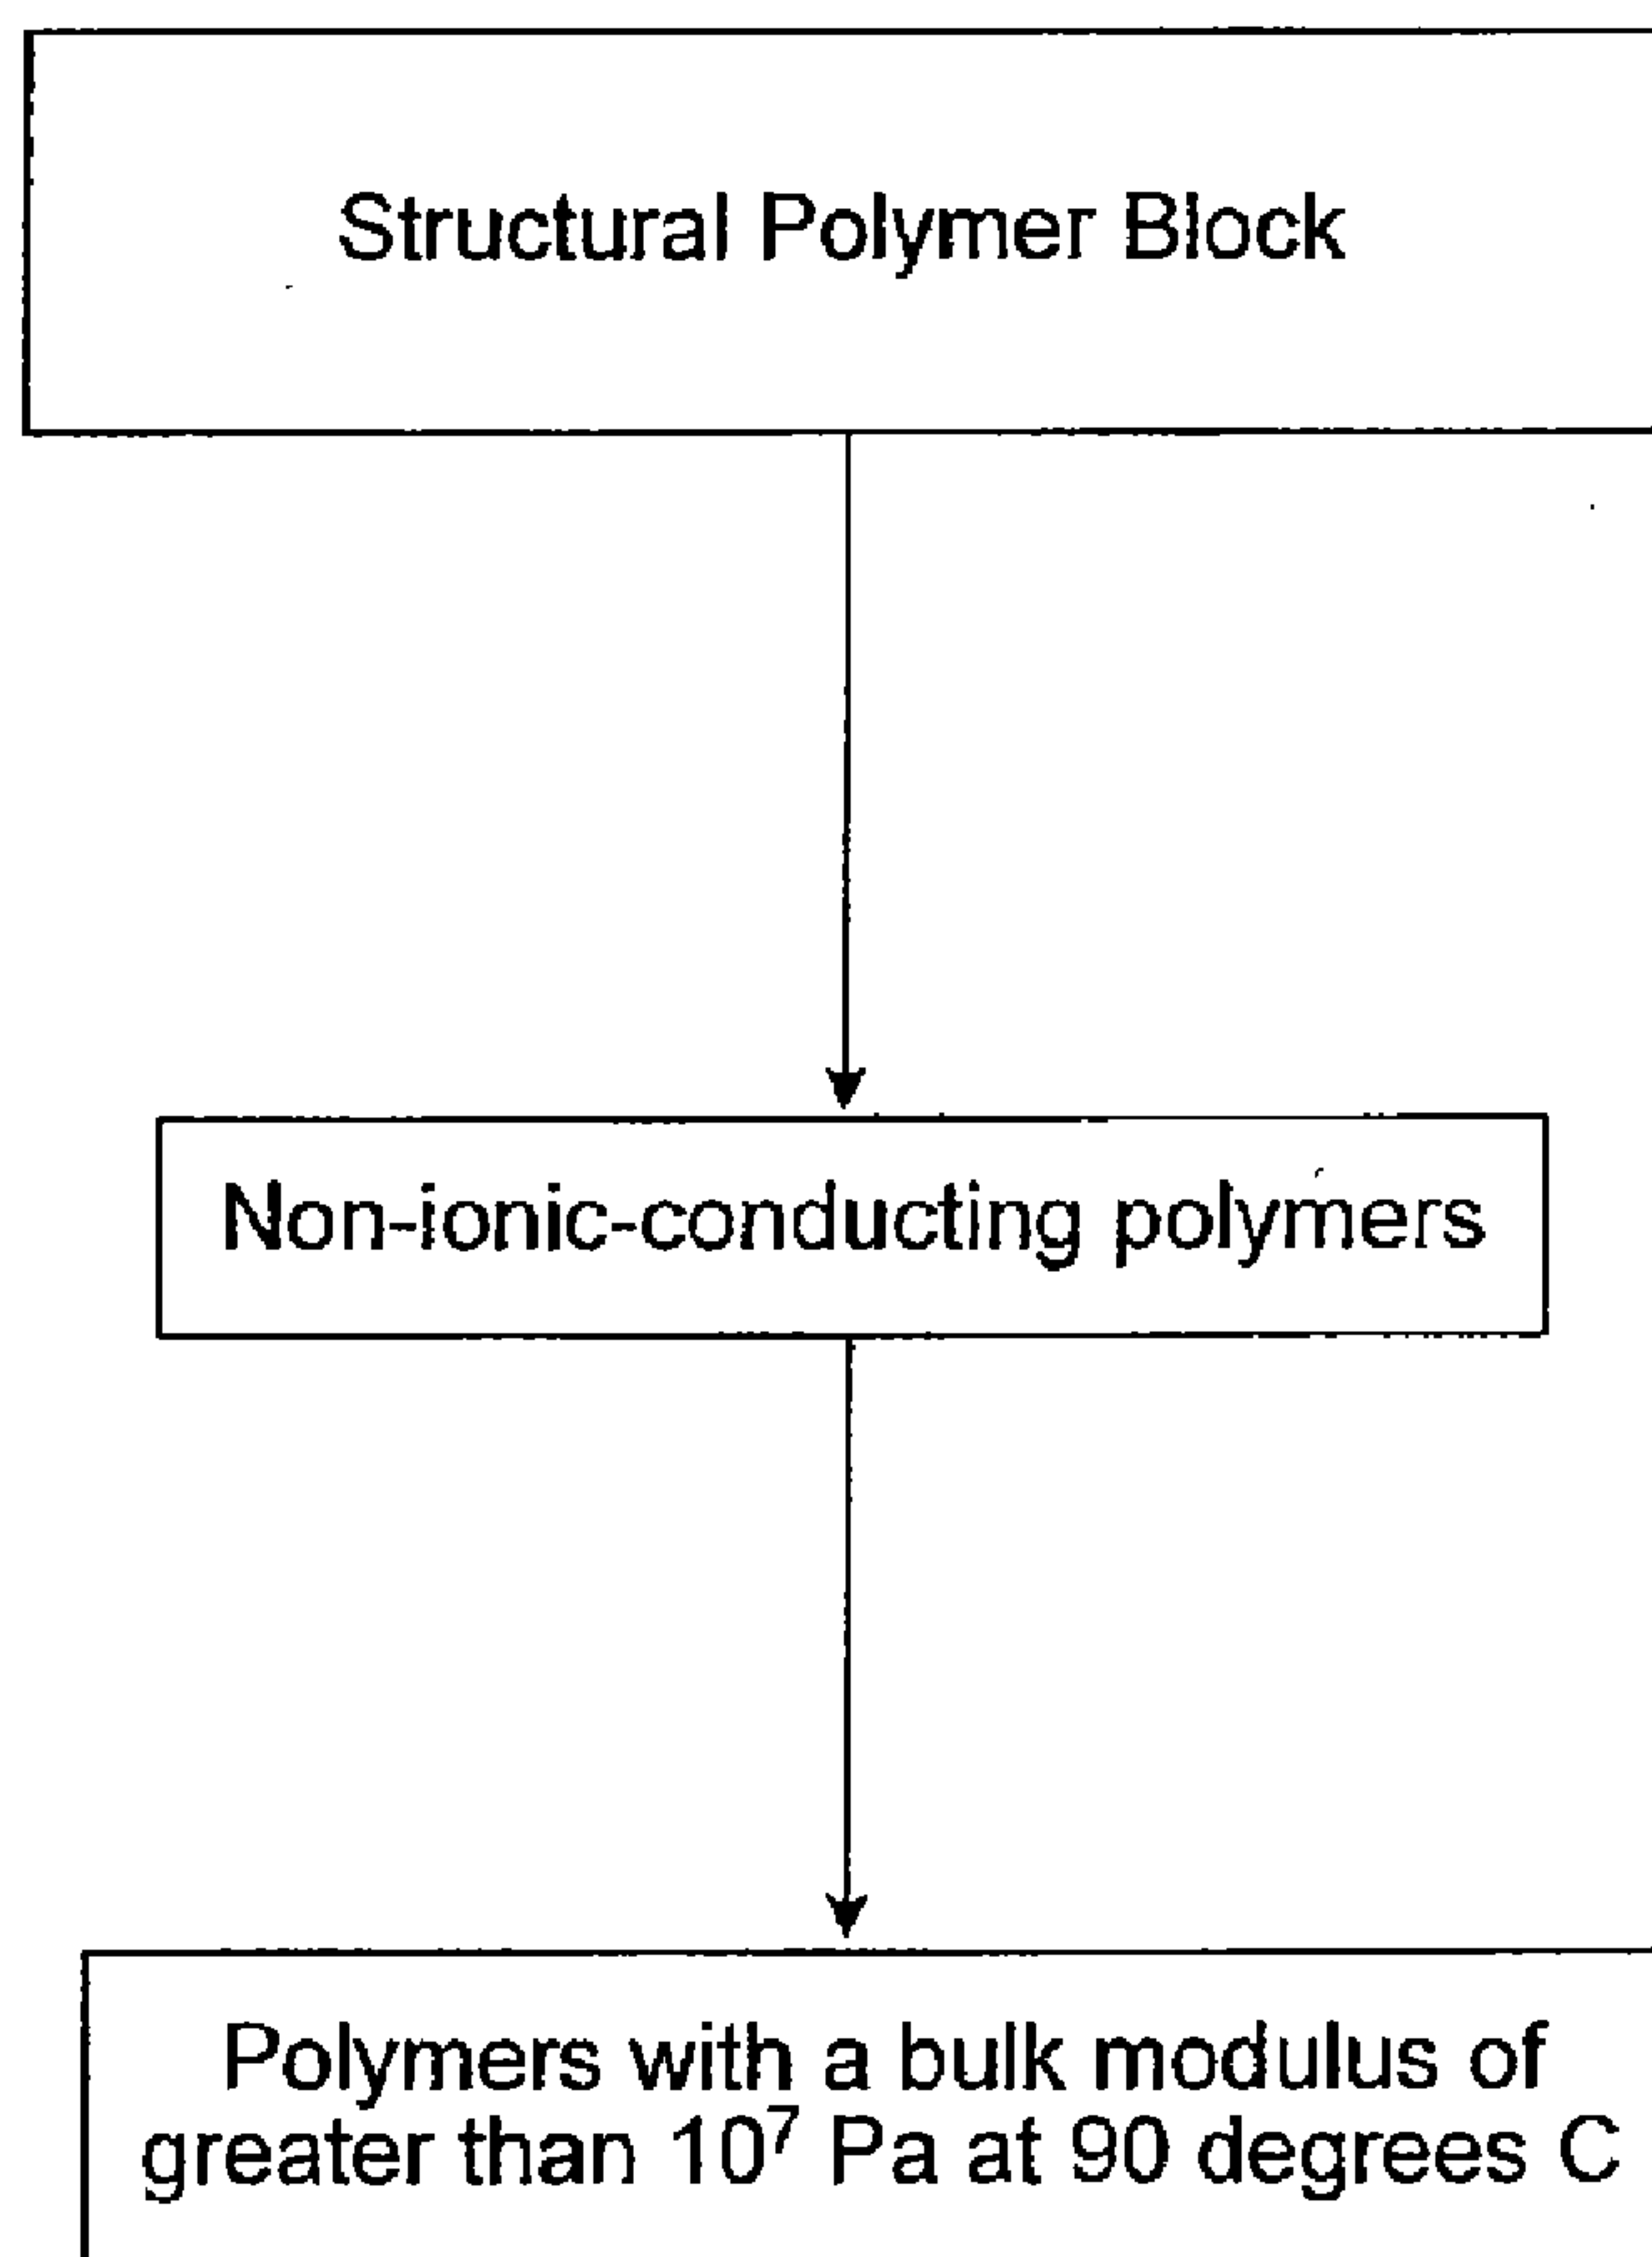 Structural Polymer Block
Non-ionic-conducting polymers
Polymers with a bulk modulus of
greater than 10⁷ Pa at 90 degrees C